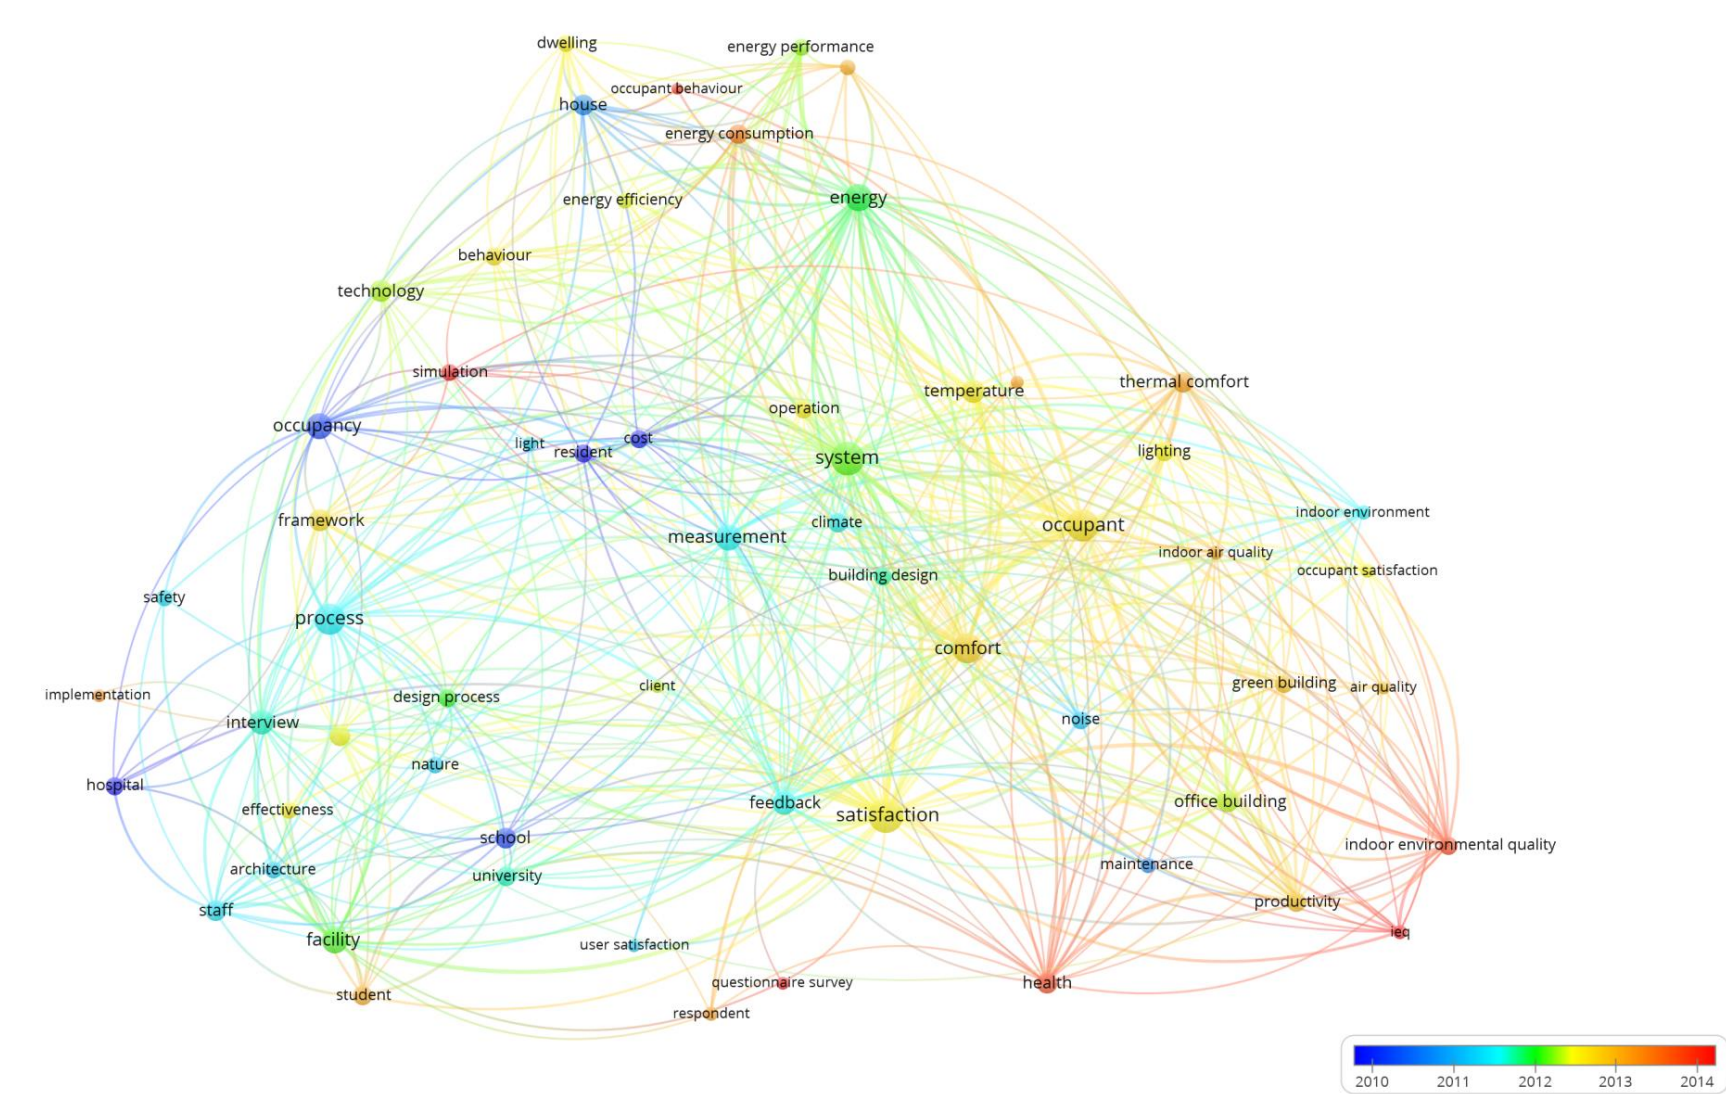 dwelling
energy performance
occupant behaviour
house
energy consumption
energy efficiency
energy
behaviour
technology
simulation
temperature
thermal comfort
operation
occupancy
light
cost
resident
system
lighting
framework
measurement
climate
occupant
indoor environment
indoor air quality
occupant satisfaction
building design
safety
process
comfort
implementation
design process
client
green building
air quality
interview
noise
nature
hospital
effectiveness
feedback
satisfaction
office building
school
indoor environmental quality
architecture
university
maintenance
staff
productivity
facility
user satisfaction
ieq
student
questionnaire survey
health
respondent
2010 2011 2012 2013 2014